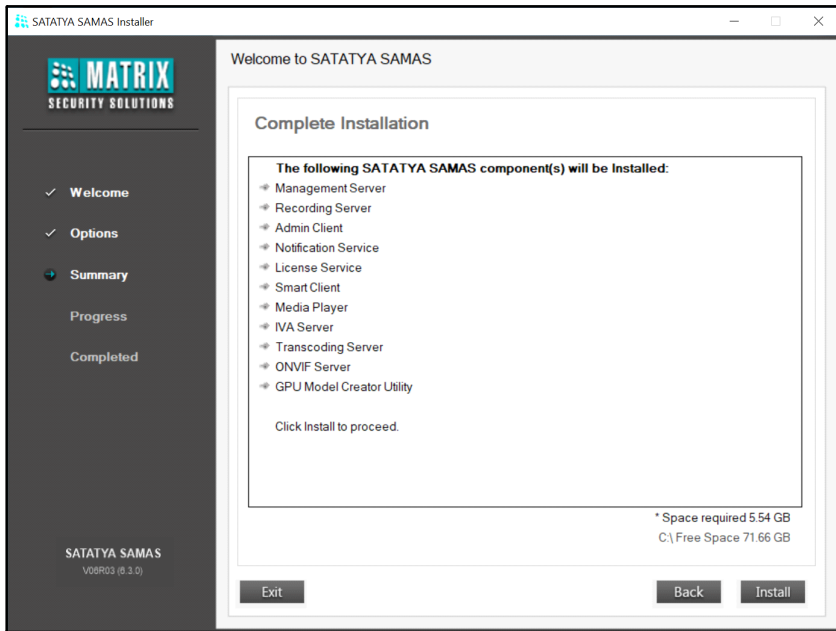 SATATYA SAMAS Installer
MATRIX
SECURITY SOLUTIONS
Welcome
Options
Summary
Progress
Completed
SATATYA SAMAS
V06R03 (6.3.0)
Welcome to SATATYA SAMAS
Complete Installation
The following SATATYA SAMAS component(s) will be Installed:
Management Server
Recording Server
Admin Client
Notification Service
License Service
Smart Client
Media Player
IVA Server
Transcoding Server
ONVIF Server
GPU Model Creator Utility
Click Install to proceed.
* Space required 5.54 GB
C:\ Free Space 71.66 GB
Exit
Back
Install